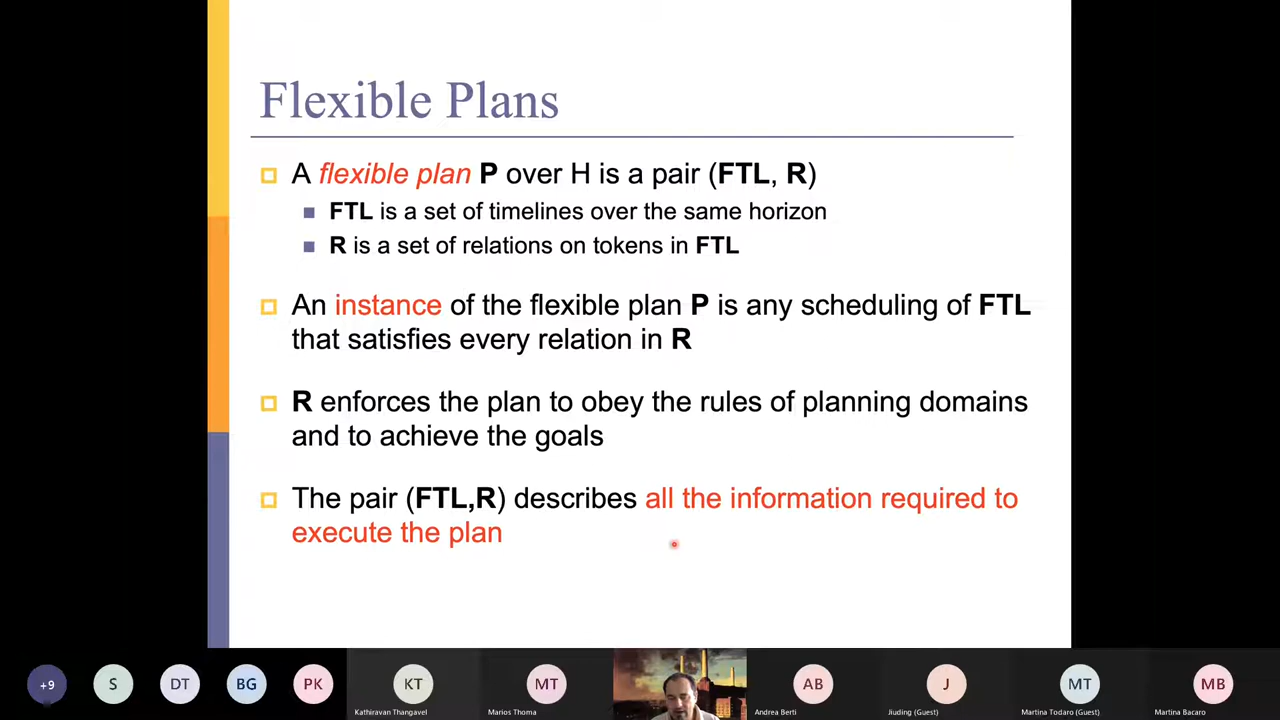 Flexible Plans
A flexible plan P over H is a pair (FTL, R)
FTL is a set of timelines over the same horizon
R is a set of relations on tokens in FTL
An instance of the flexible plan P is any scheduling of FTL
that satisfies every relation in R
R enforces the plan to obey the rules of planning domains
and to achieve the goals
The pair (FTL,R) describes all the information required to
execute the plan
+9 S DT BG PK KT MT AB J MT MB
Kathiravan Thangavel Marios Thoma Andrea Berti Jiuding (Guest) Martina Todaro (Guest) Martina Bacaro